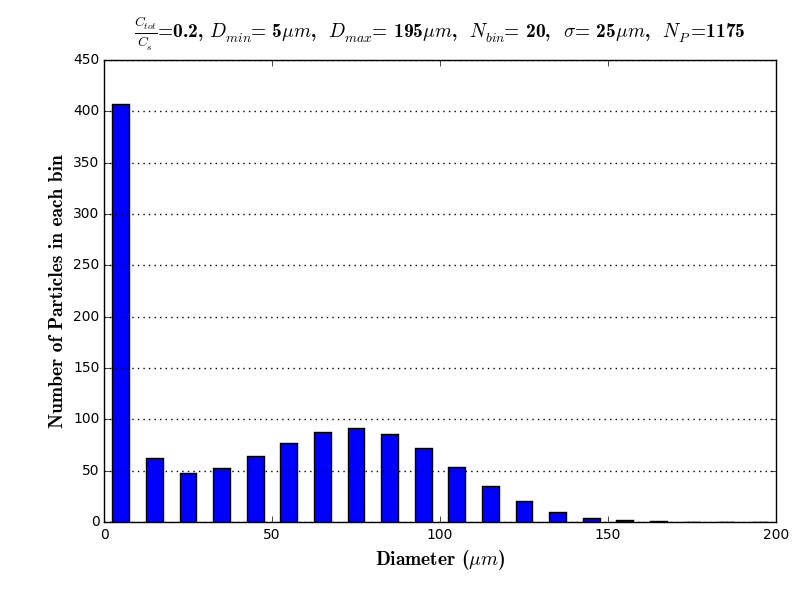 C_tot/C_s=0.2, D_min= 5μm, D_max= 195μm, N_bin= 20, σ= 25μm, N_P=1175
450
400
350
300
250
200
150
100
50
0
Number of Particles in each bin
0 50 100 150 200
Diameter (μm)